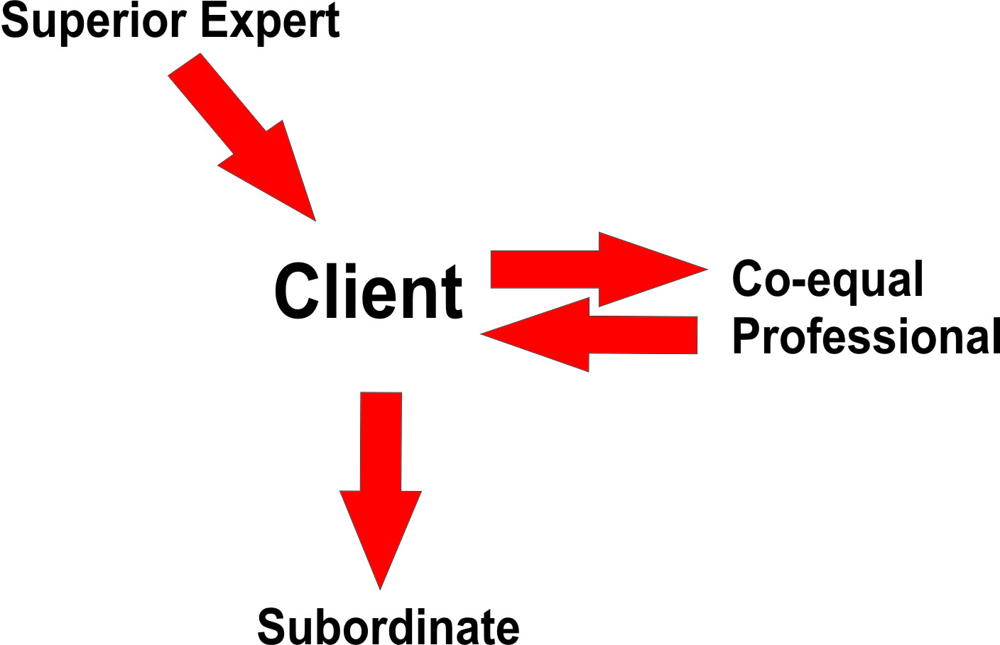 Superior Expert
Client
Co-equal
Professional
Subordinate